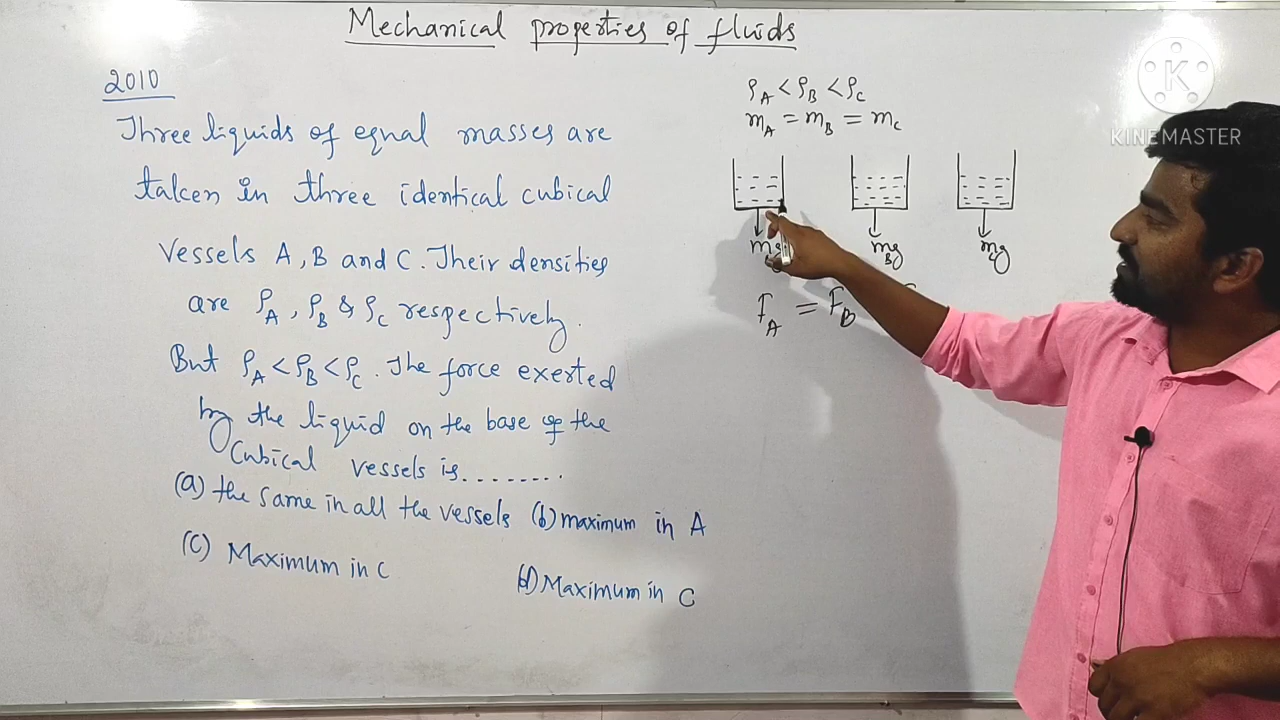 Mechanical properties of fluids
2010
Three liquids of equal masses are
taken in three identical cubical
vessels A, B and C. Their densities
are ρA, ρB & ρC respectively.
But ρA < ρB < ρC. The force exerted
by the liquid on the base of the
Cubical vessels is........
(a) the same in all the vessels (b) maximum in A
(c) Maximum in C
(d) Maximum in C
ρA < ρB < ρC
mA = mB = mC
mBg mCg
FA = FB
K
KINEMASTER